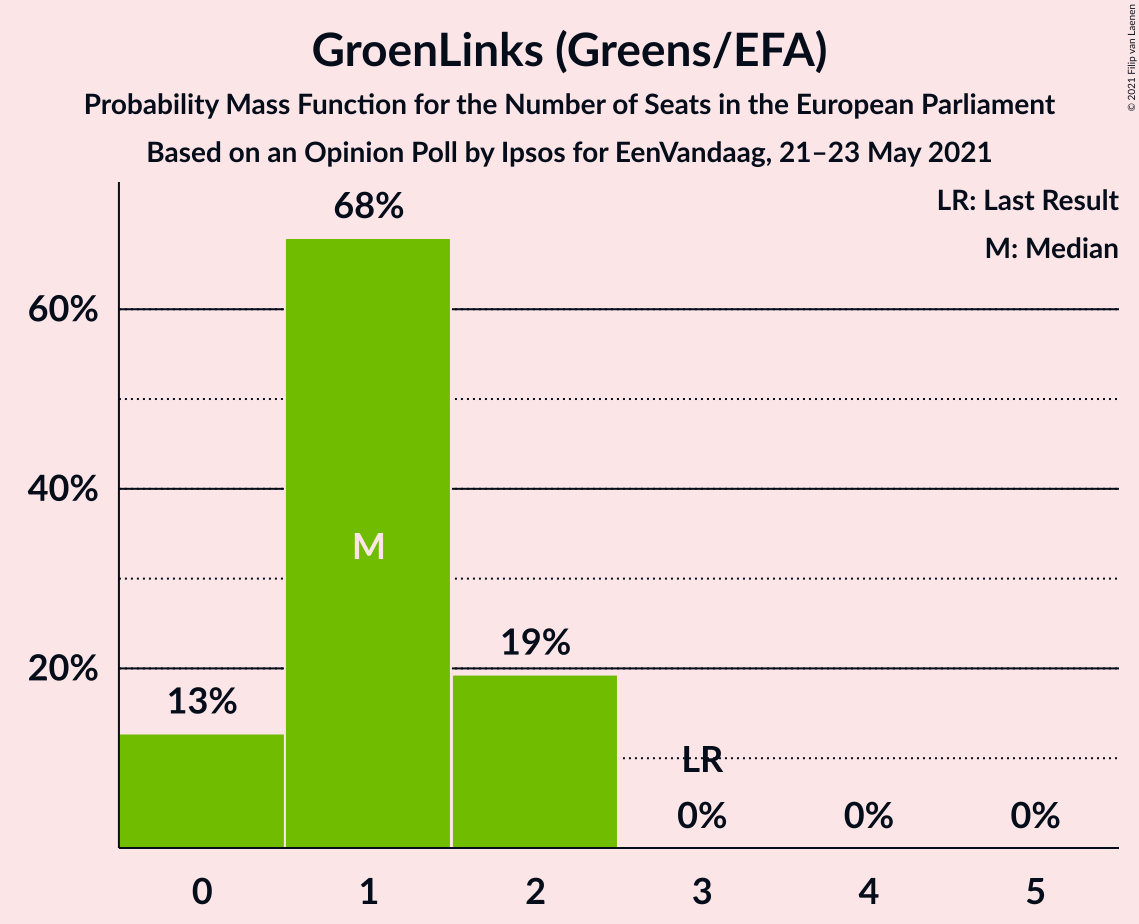 GroenLinks (Greens/EFA)
Probability Mass Function for the Number of Seats in the European Parliament
Based on an Opinion Poll by Ipsos for EenVandaag, 21–23 May 2021
© 2021 Filip van Laenen
LR: Last Result
M: Median
68%
60%
40%
M
19%
20%
13%
LR
0% 0% 0%
0 1 2 3 4 5